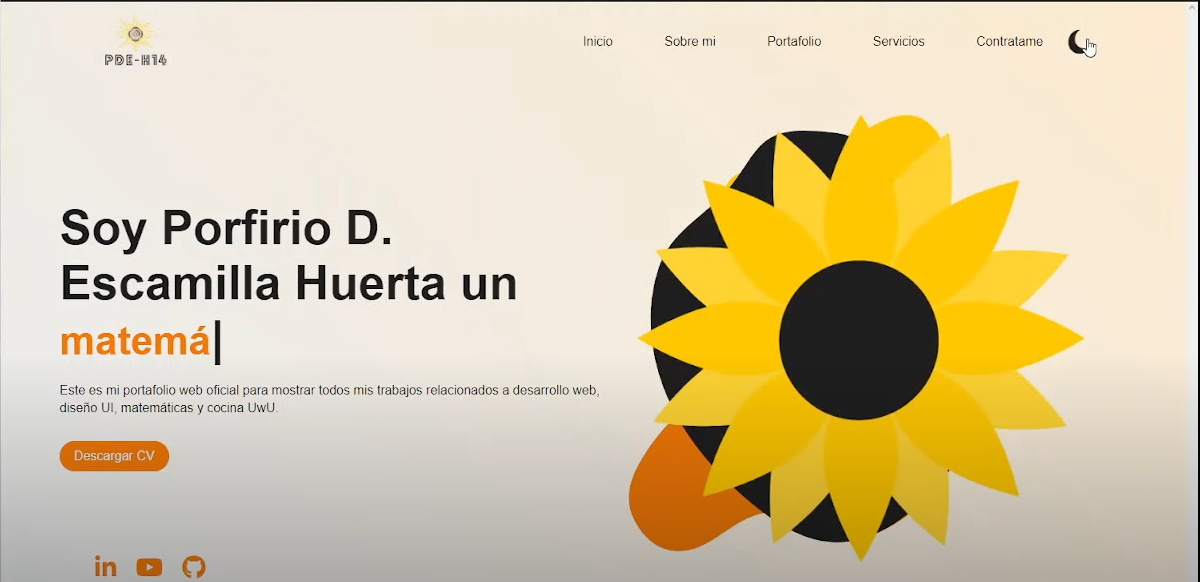 PDE-H14
Inicio
Sobre mi
Portafolio
Servicios
Contratame
Soy Porfirio D.
Escamilla Huerta un
matemá
Este es mi portafolio web oficial para mostrar todos mis trabajos relacionados a desarrollo web,
diseño UI, matemáticas y cocina UwU.
Descargar CV
in